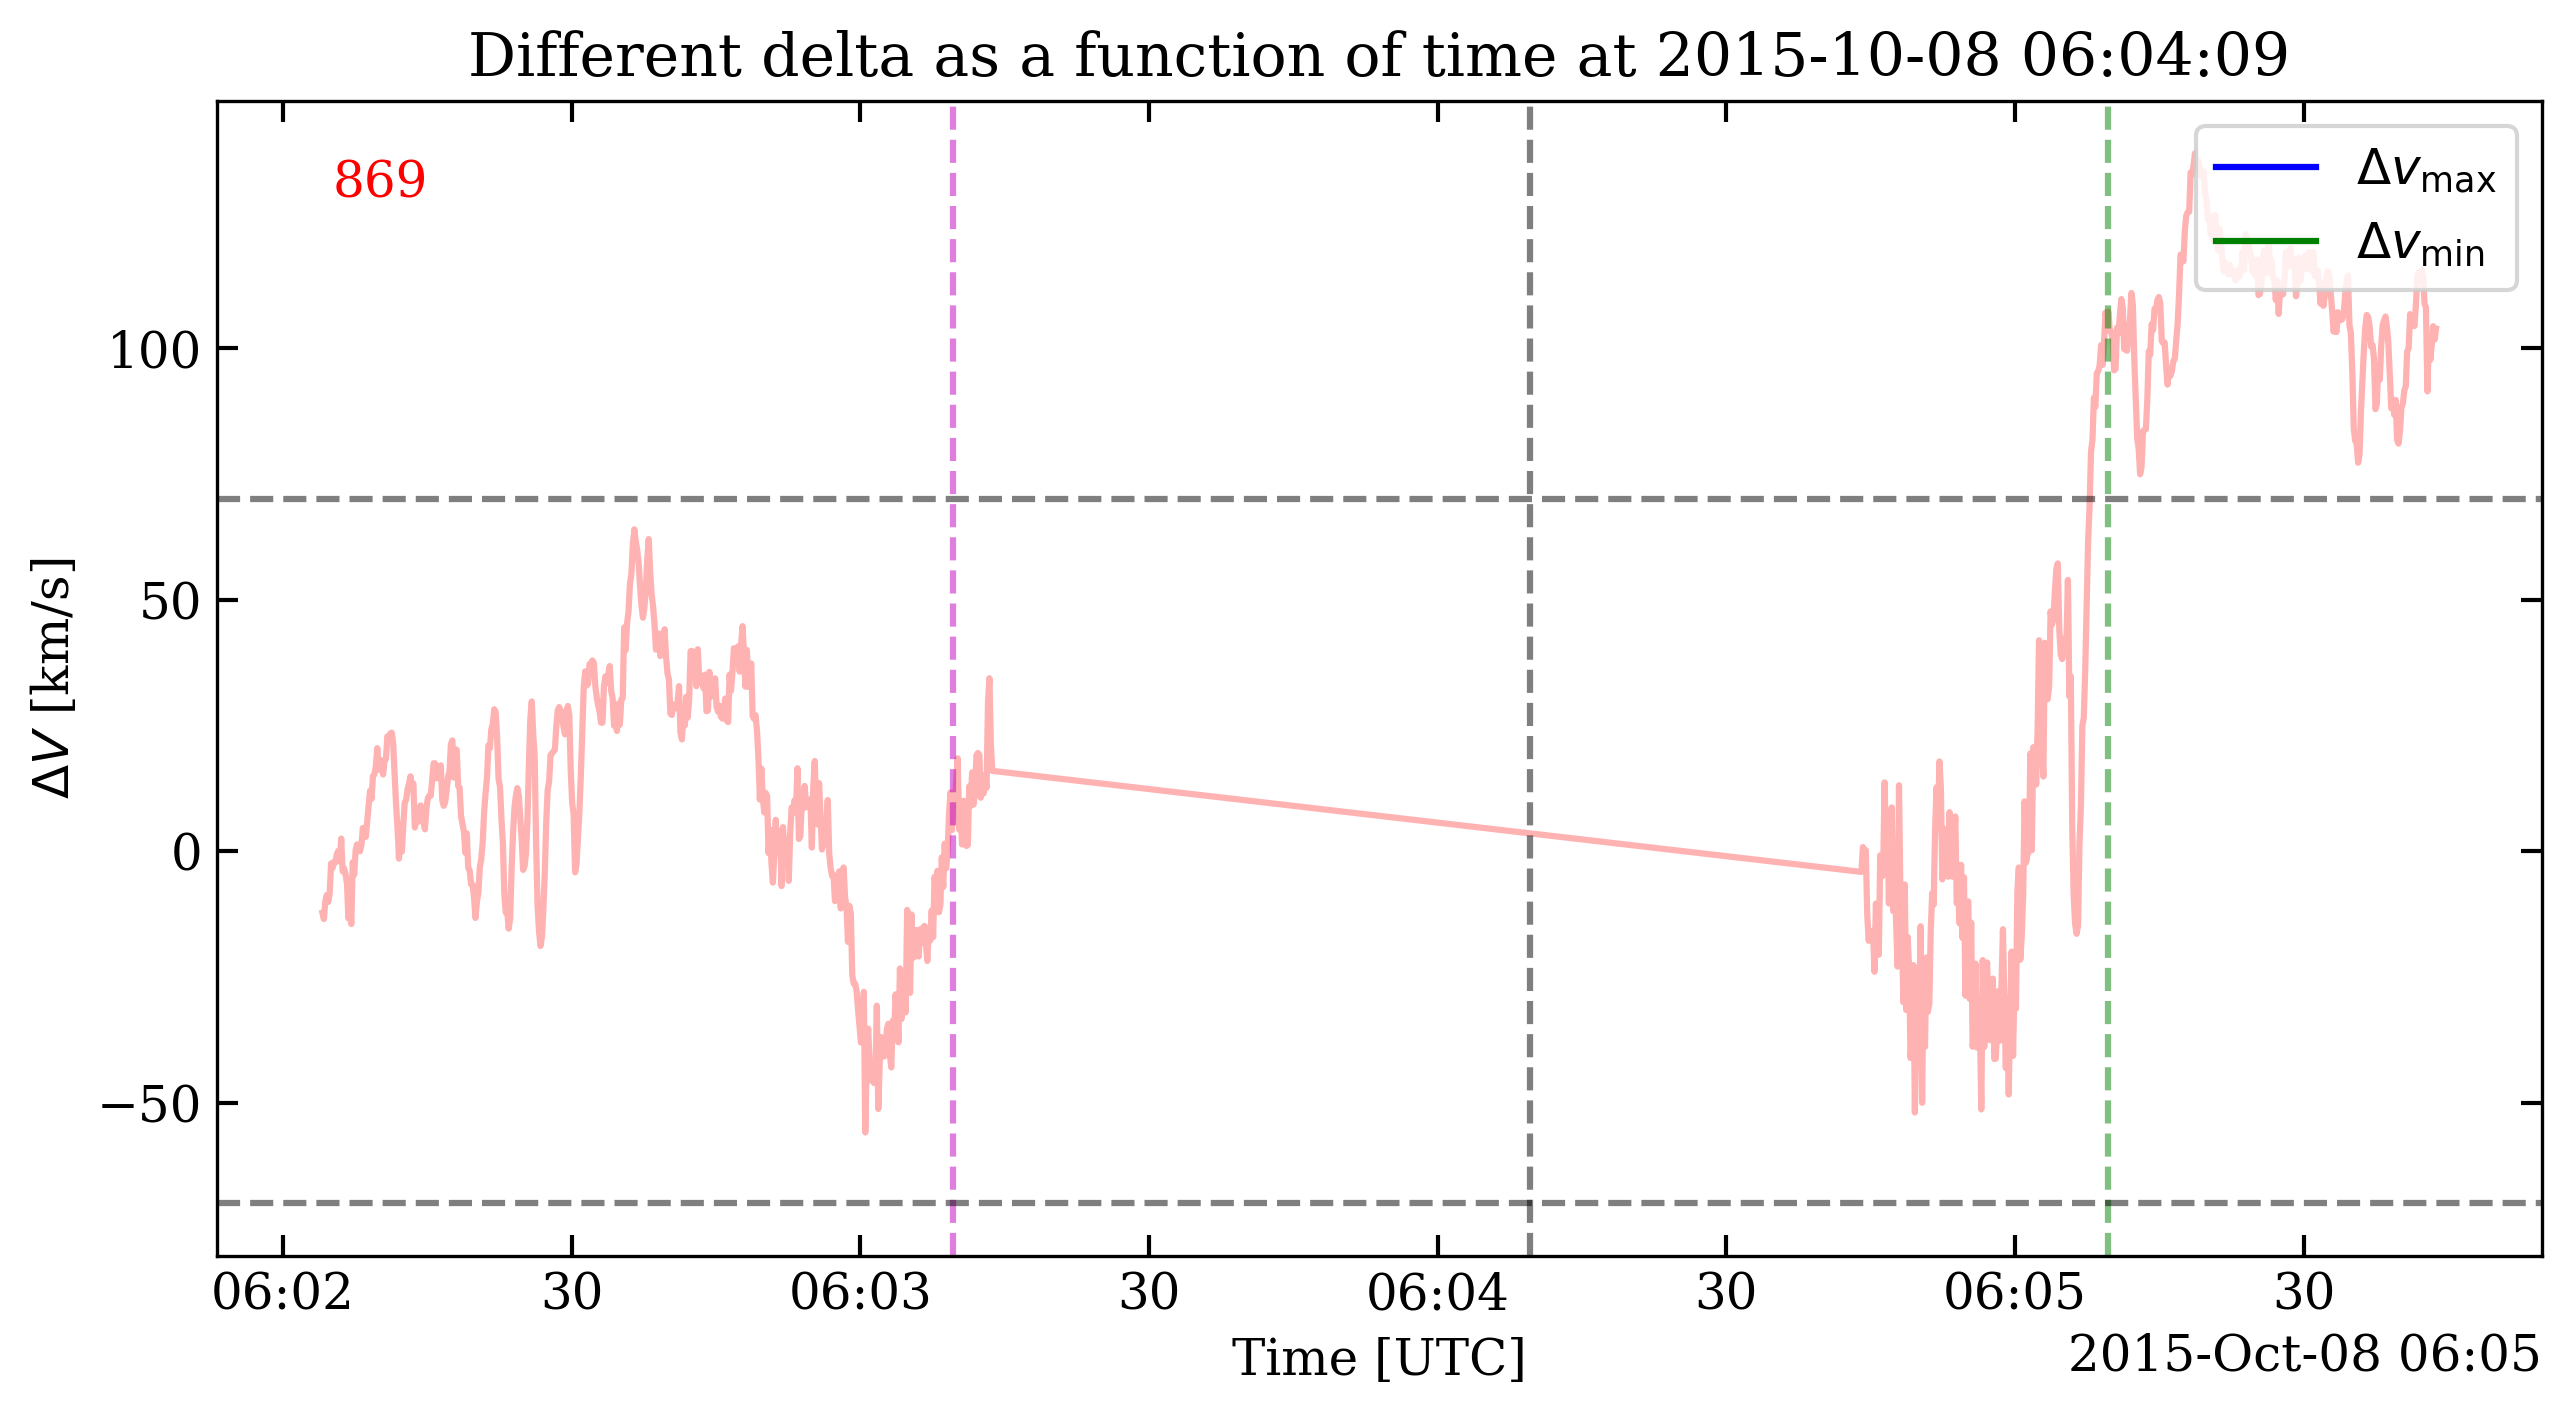 Different delta as a function of time at 2015-10-08 06:04:09
869
Δv_max
Δv_min
100
50
0
−50
ΔV [km/s]
06:02 30 06:03 30 06:04 30 06:05 30
Time [UTC]
2015-Oct-08 06:05